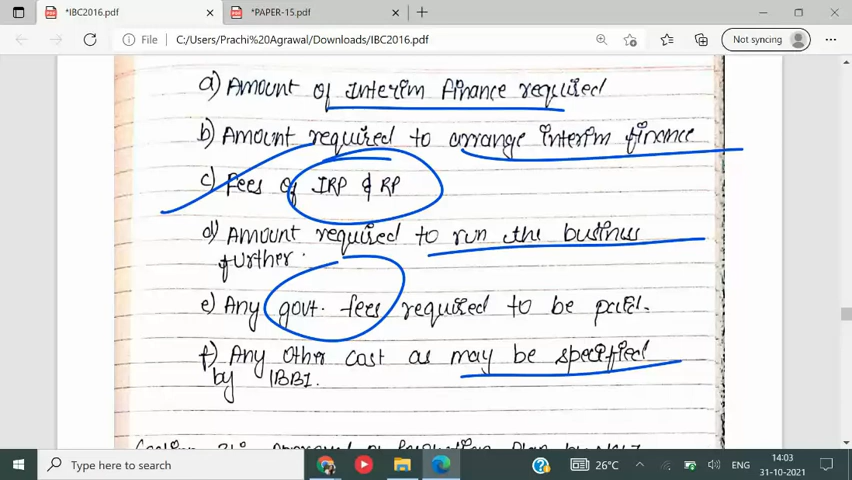 *IBC2016.pdf
*PAPER-15.pdf
File
C:/Users/Prachi%20Agrawal/Downloads/IBC2016.pdf
Not syncing
a) Amount of Interim Finance required
b) Amount required to arrange interim finance
c) Fees of IRP & RP
d) Amount required to run the business
further.
e) Any govt. fees required to be paid.
f) Any other cost as may be specified
by IBBI.
Type here to search
26°C
ENG
14:03
31-10-2021